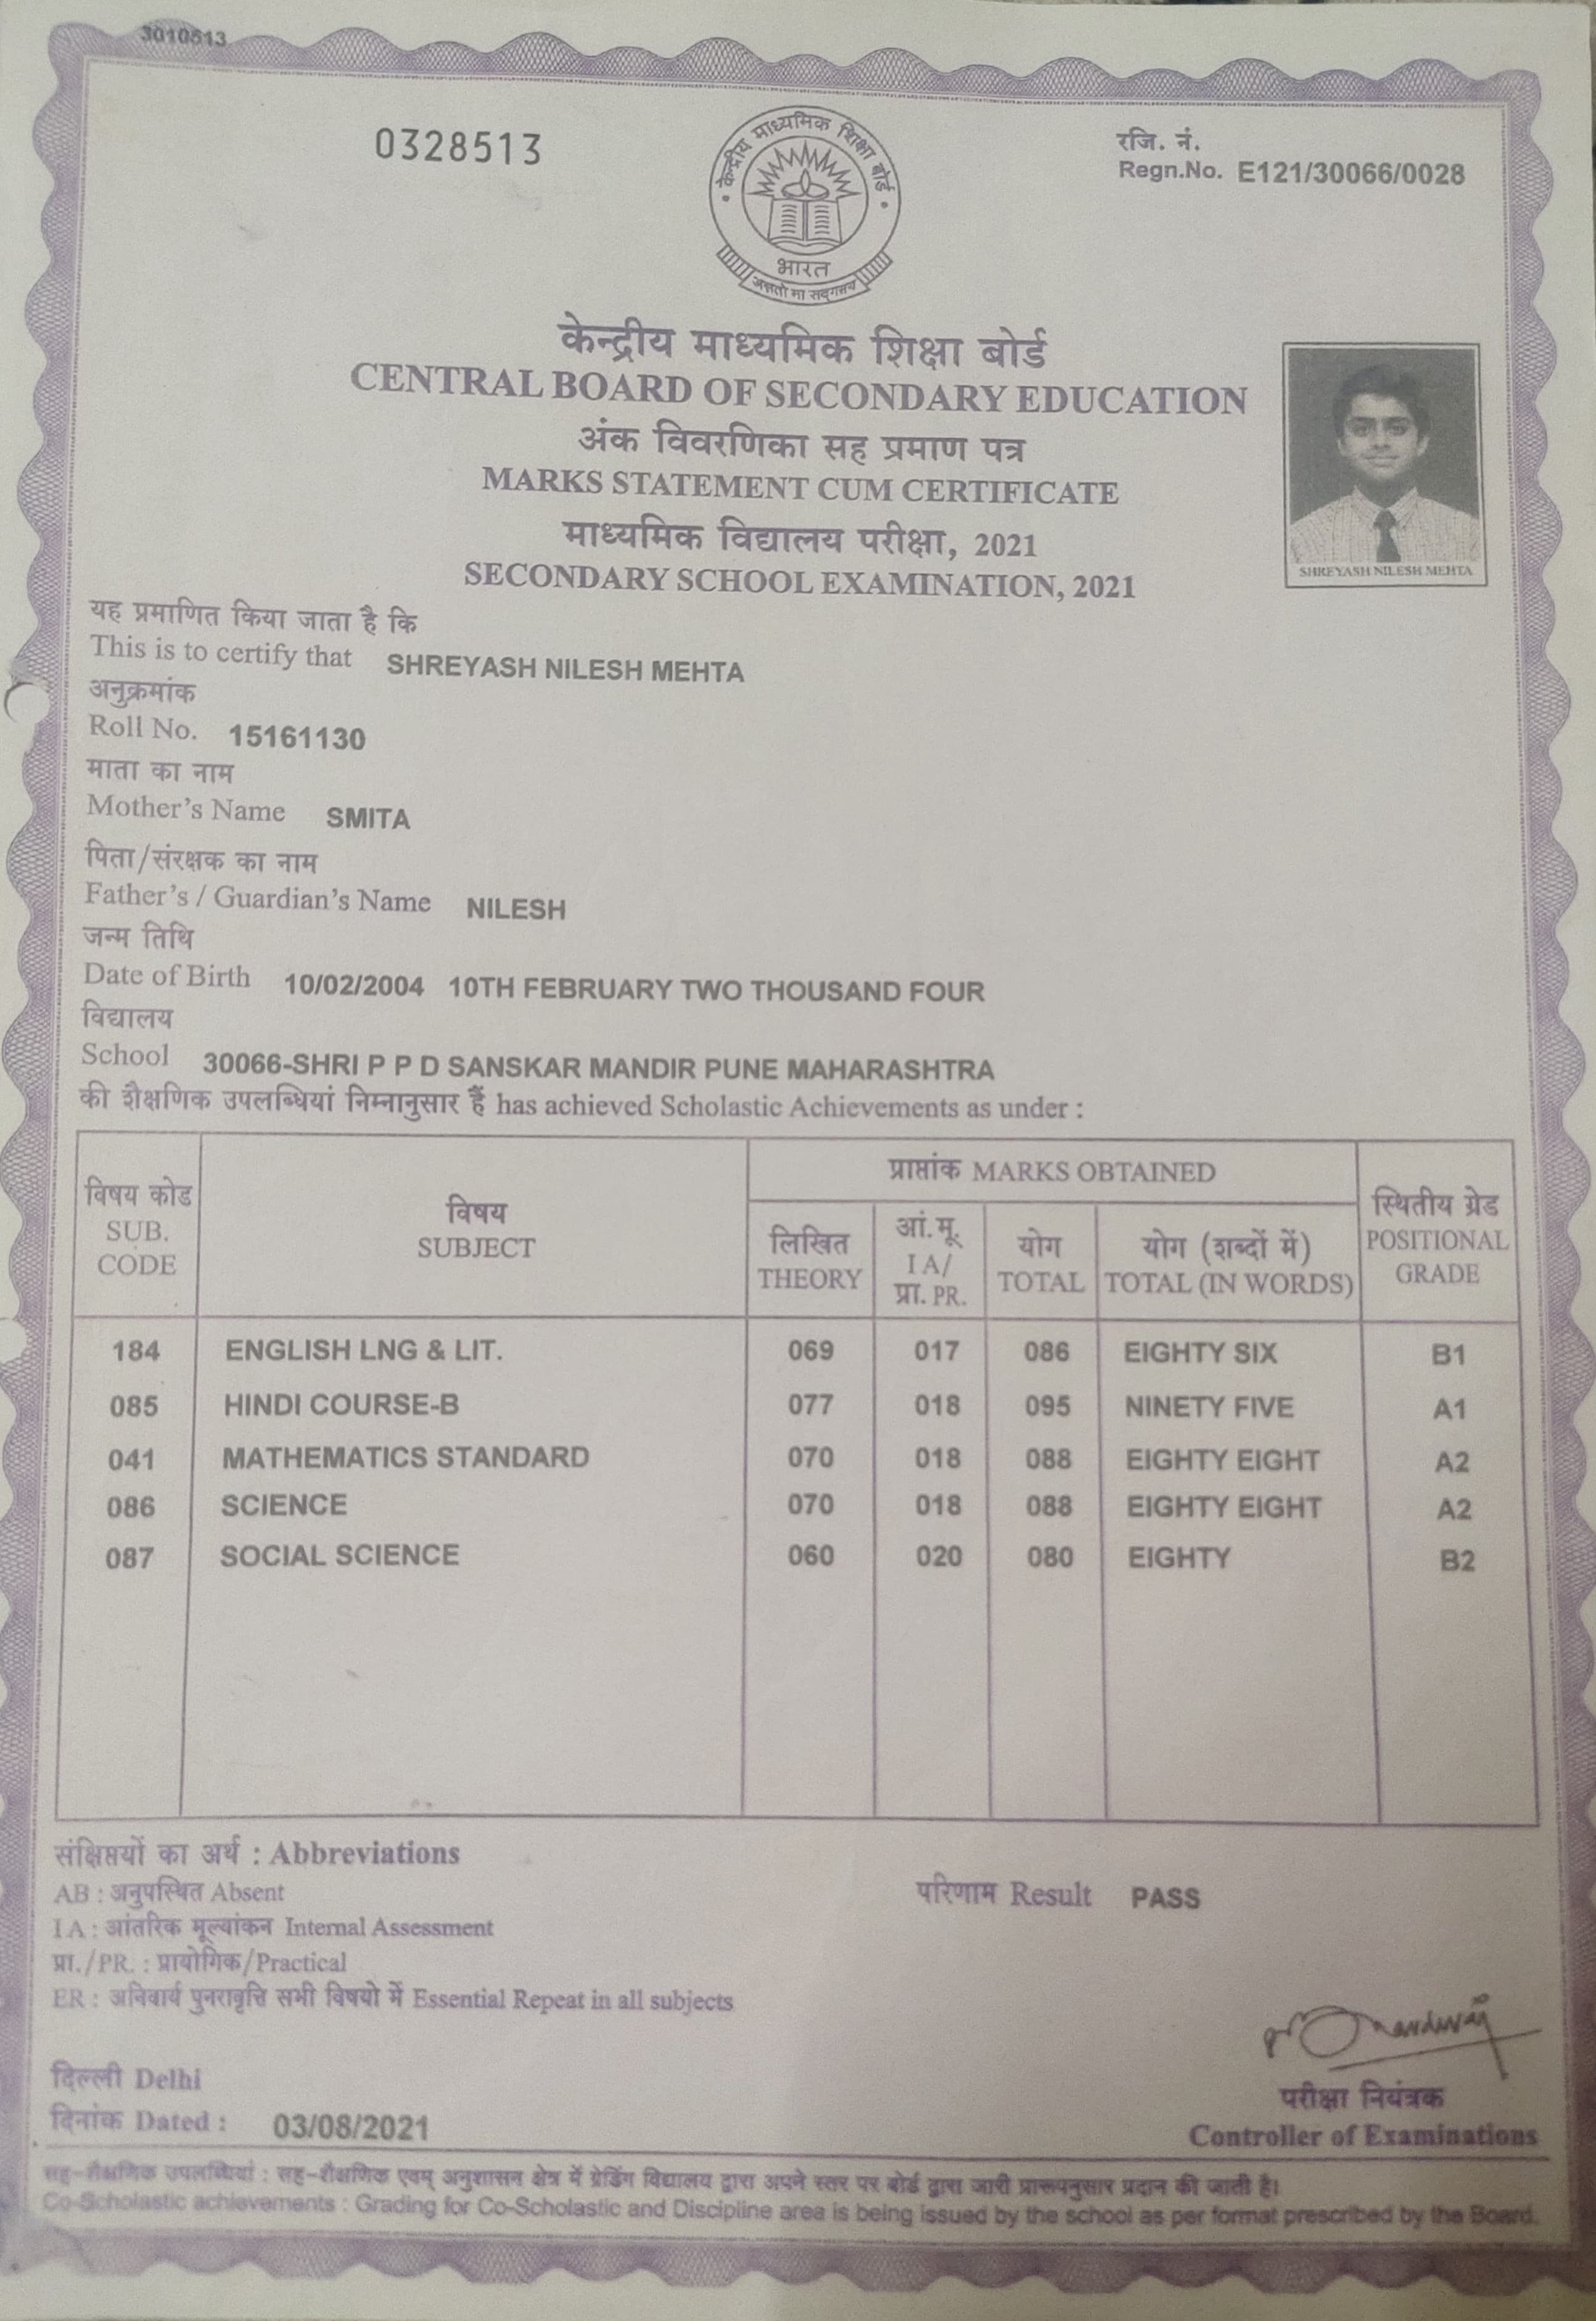 3010513
0328513
रजि. नं.
Regn.No. E121/30066/0028
केन्द्रीय माध्यमिक शिक्षा बोर्ड
भारत
असतो मा सद्गमय
केन्द्रीय माध्यमिक शिक्षा बोर्ड
CENTRAL BOARD OF SECONDARY EDUCATION
अंक विवरणिका सह प्रमाण पत्र
MARKS STATEMENT CUM CERTIFICATE
माध्यमिक विद्यालय परीक्षा, 2021
SECONDARY SCHOOL EXAMINATION, 2021
SHREYASH NILESH MEHTA
यह प्रमाणित किया जाता है कि
This is to certify that SHREYASH NILESH MEHTA
अनुक्रमांक
Roll No. 15161130
माता का नाम
Mother's Name SMITA
पिता/संरक्षक का नाम
Father's / Guardian's Name NILESH
जन्म तिथि
Date of Birth 10/02/2004 10TH FEBRUARY TWO THOUSAND FOUR
विद्यालय
School 30066-SHRI P P D SANSKAR MANDIR PUNE MAHARASHTRA
की शैक्षणिक उपलब्धियां निम्नानुसार हैं has achieved Scholastic Achievements as under :
विषय कोड SUB. CODE
विषय SUBJECT
प्राप्तांक MARKS OBTAINED
लिखित THEORY
आं.मू. I A/ प्रा. PR.
योग TOTAL
योग (शब्दों में) TOTAL (IN WORDS)
स्थितीय ग्रेड POSITIONAL GRADE
184 ENGLISH LNG & LIT. 069 017 086 EIGHTY SIX B1
085 HINDI COURSE-B 077 018 095 NINETY FIVE A1
041 MATHEMATICS STANDARD 070 018 088 EIGHTY EIGHT A2
086 SCIENCE 070 018 088 EIGHTY EIGHT A2
087 SOCIAL SCIENCE 060 020 080 EIGHTY B2
संक्षिप्तयों का अर्थ : Abbreviations
AB : अनुपस्थित Absent
परिणाम Result PASS
I A : आंतरिक मूल्यांकन Internal Assessment
प्रा./PR. : प्रायोगिक/Practical
ER : अनिवार्य पुनरावृत्ति सभी विषयो में Essential Repeat in all subjects
दिल्ली Delhi
दिनांक Dated : 03/08/2021
परीक्षा नियंत्रक
Controller of Examinations
सह-शैक्षणिक उपलब्धियां : सह-शैक्षणिक एवम् अनुशासन क्षेत्र में ग्रेडिंग विद्यालय द्वारा अपने स्तर पर बोर्ड द्वारा जारी प्रारूपनुसार प्रदान की जाती है।
Co-Scholastic achievements : Grading for Co-Scholastic and Discipline area is being issued by the school as per format prescribed by the Board.